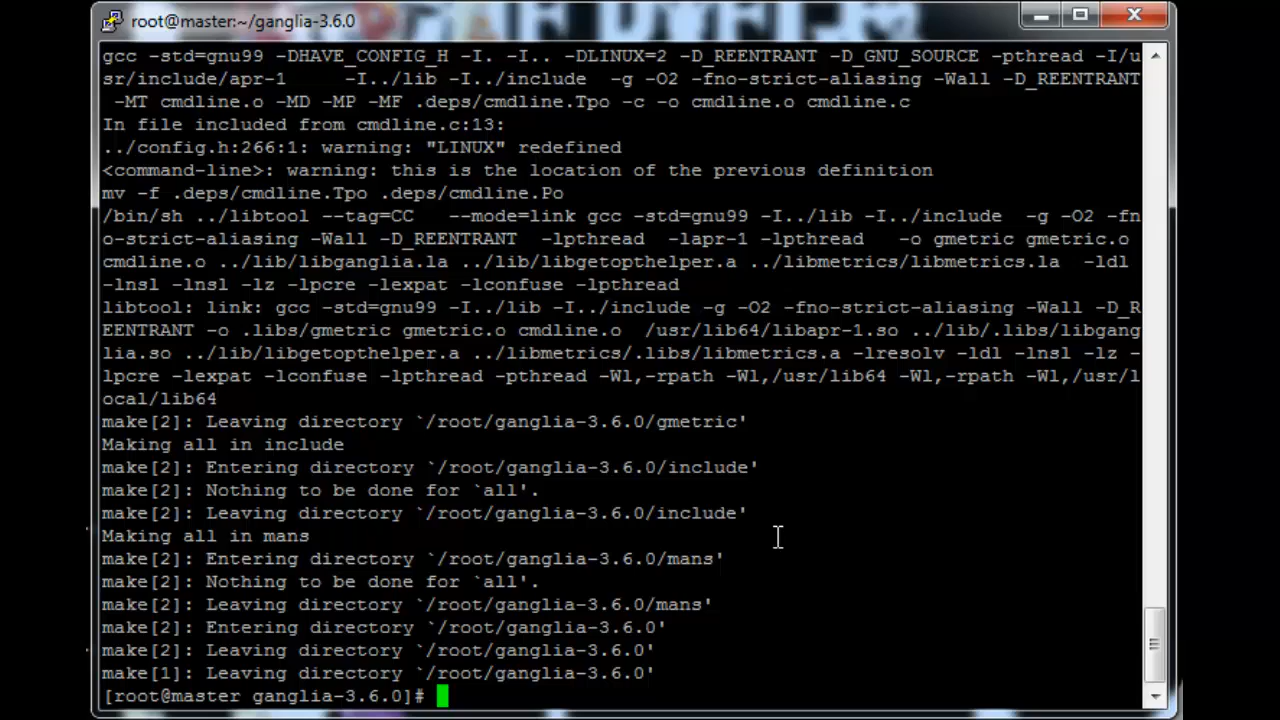 root@master:~/ganglia-3.6.0
gcc -std=gnu99 -DHAVE_CONFIG_H -I. -I.. -DLINUX=2 -D_REENTRANT -D_GNU_SOURCE -pthread -I/u
sr/include/apr-1     -I../lib -I../include  -g -O2 -fno-strict-aliasing -Wall -D_REENTRANT
 -MT cmdline.o -MD -MP -MF .deps/cmdline.Tpo -c -o cmdline.o cmdline.c
In file included from cmdline.c:13:
../config.h:266:1: warning: "LINUX" redefined
<command-line>: warning: this is the location of the previous definition
mv -f .deps/cmdline.Tpo .deps/cmdline.Po
/bin/sh ../libtool --tag=CC   --mode=link gcc -std=gnu99 -I../lib -I../include  -g -O2 -fn
o-strict-aliasing -Wall -D_REENTRANT  -lpthread  -lapr-1 -lpthread   -o gmetric gmetric.o
cmdline.o ../lib/libganglia.la ../lib/libgetopthelper.a ../libmetrics/libmetrics.la  -ldl
-lnsl -lnsl -lz -lpcre -lexpat -lconfuse -lpthread
libtool: link: gcc -std=gnu99 -I../lib -I../include -g -O2 -fno-strict-aliasing -Wall -D_R
EENTRANT -o .libs/gmetric gmetric.o cmdline.o  /usr/lib64/libapr-1.so ../lib/.libs/libgang
lia.so ../lib/libgetopthelper.a ../libmetrics/.libs/libmetrics.a -lresolv -ldl -lnsl -lz -
lpcre -lexpat -lconfuse -lpthread -pthread -Wl,-rpath -Wl,/usr/lib64 -Wl,-rpath -Wl,/usr/l
ocal/lib64
make[2]: Leaving directory `/root/ganglia-3.6.0/gmetric'
Making all in include
make[2]: Entering directory `/root/ganglia-3.6.0/include'
make[2]: Nothing to be done for `all'.
make[2]: Leaving directory `/root/ganglia-3.6.0/include'
Making all in mans
make[2]: Entering directory `/root/ganglia-3.6.0/mans'
make[2]: Nothing to be done for `all'.
make[2]: Leaving directory `/root/ganglia-3.6.0/mans'
make[2]: Entering directory `/root/ganglia-3.6.0'
make[2]: Leaving directory `/root/ganglia-3.6.0'
make[1]: Leaving directory `/root/ganglia-3.6.0'
[root@master ganglia-3.6.0]#